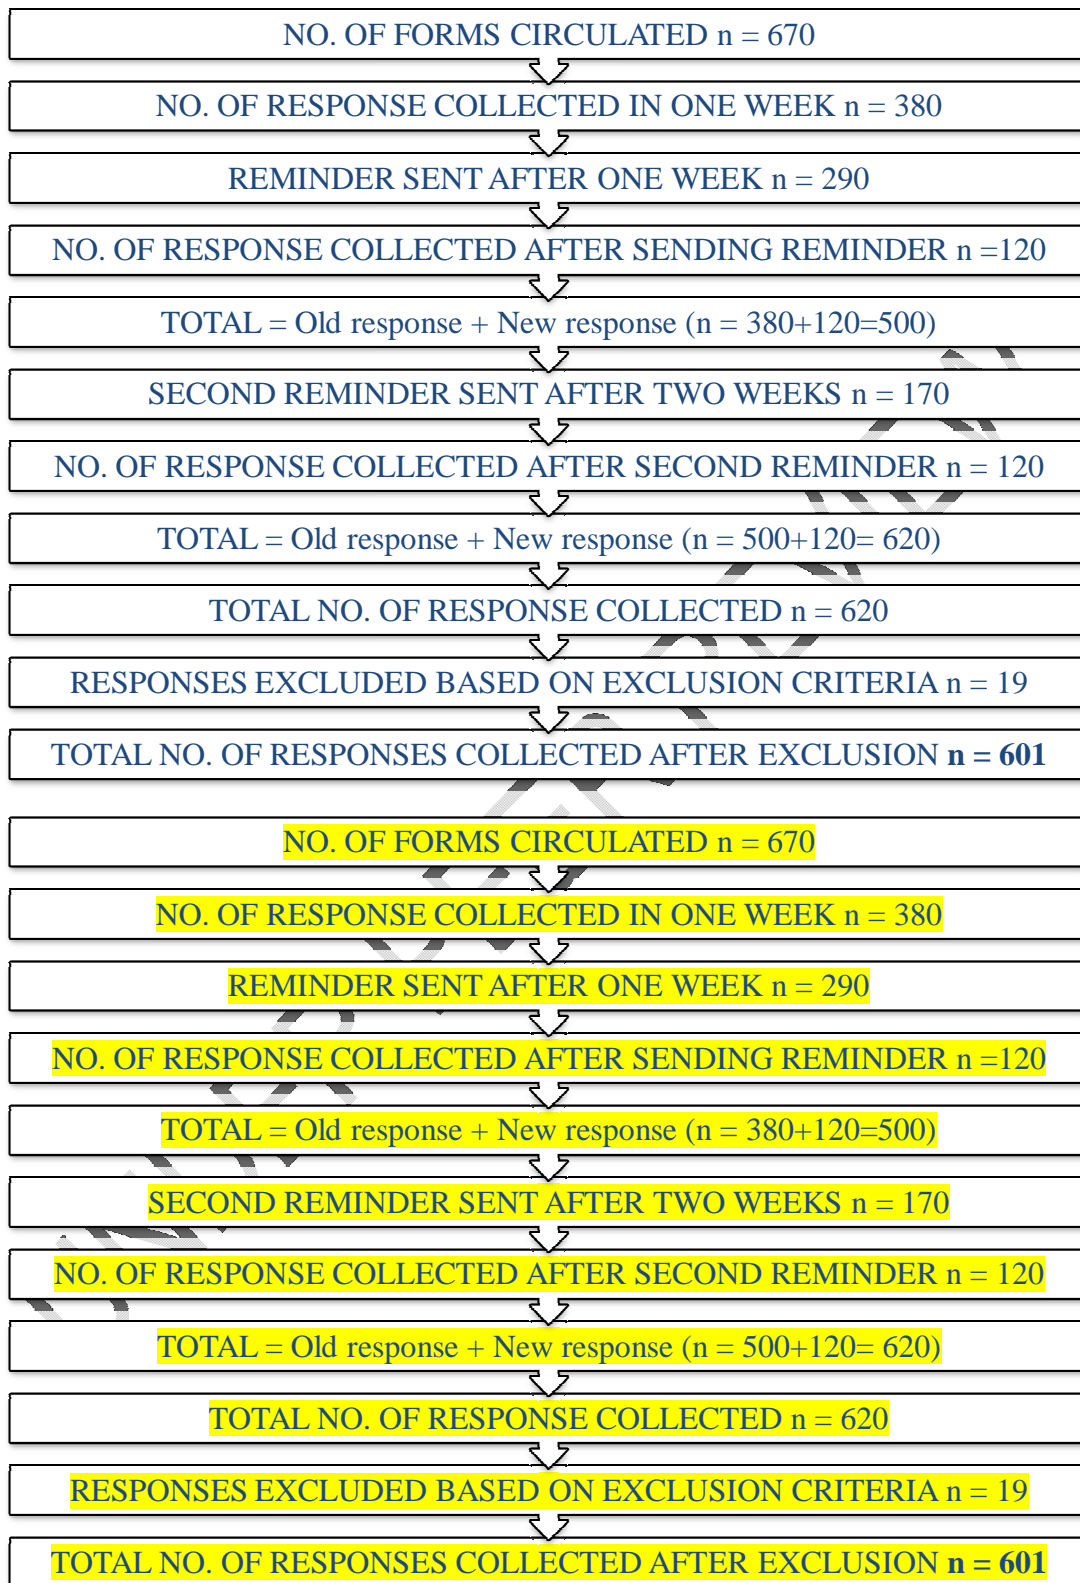 NO. OF FORMS CIRCULATED n = 670
NO. OF RESPONSE COLLECTED IN ONE WEEK n = 380
REMINDER SENT AFTER ONE WEEK n = 290
NO. OF RESPONSE COLLECTED AFTER SENDING REMINDER n =120
TOTAL = Old response + New response (n = 380+120=500)
SECOND REMINDER SENT AFTER TWO WEEKS n = 170
NO. OF RESPONSE COLLECTED AFTER SECOND REMINDER n = 120
TOTAL = Old response + New response (n = 500+120= 620)
TOTAL NO. OF RESPONSE COLLECTED n = 620
RESPONSES EXCLUDED BASED ON EXCLUSION CRITERIA n = 19
TOTAL NO. OF RESPONSES COLLECTED AFTER EXCLUSION n = 601
NO. OF FORMS CIRCULATED n = 670
NO. OF RESPONSE COLLECTED IN ONE WEEK n = 380
REMINDER SENT AFTER ONE WEEK n = 290
NO. OF RESPONSE COLLECTED AFTER SENDING REMINDER n =120
TOTAL = Old response + New response (n = 380+120=500)
SECOND REMINDER SENT AFTER TWO WEEKS n = 170
NO. OF RESPONSE COLLECTED AFTER SECOND REMINDER n = 120
TOTAL = Old response + New response (n = 500+120= 620)
TOTAL NO. OF RESPONSE COLLECTED n = 620
RESPONSES EXCLUDED BASED ON EXCLUSION CRITERIA n = 19
TOTAL NO. OF RESPONSES COLLECTED AFTER EXCLUSION n = 601
UNDER PEER REVIEW